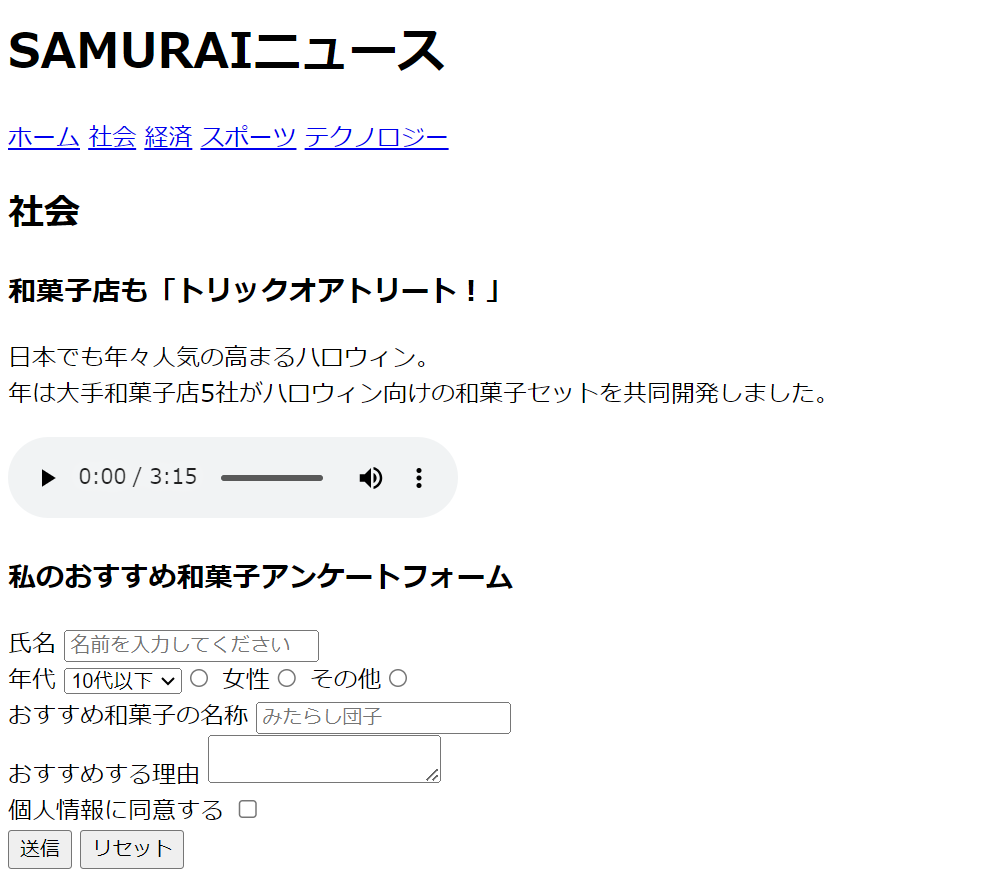 SAMURAIニュース
ホーム 社会 経済 スポーツ テクノロジー
社会
和菓子店も「トリックオアトリート！」
日本でも年々人気の高まるハロウィン。
年は大手和菓子店5社がハロウィン向けの和菓子セットを共同開発しました。
0:00 / 3:15
私のおすすめ和菓子アンケートフォーム
氏名 名前を入力してください
年代 10代以下 女性 その他
おすすめ和菓子の名称 みたらし団子
おすすめする理由
個人情報に同意する
送信 リセット